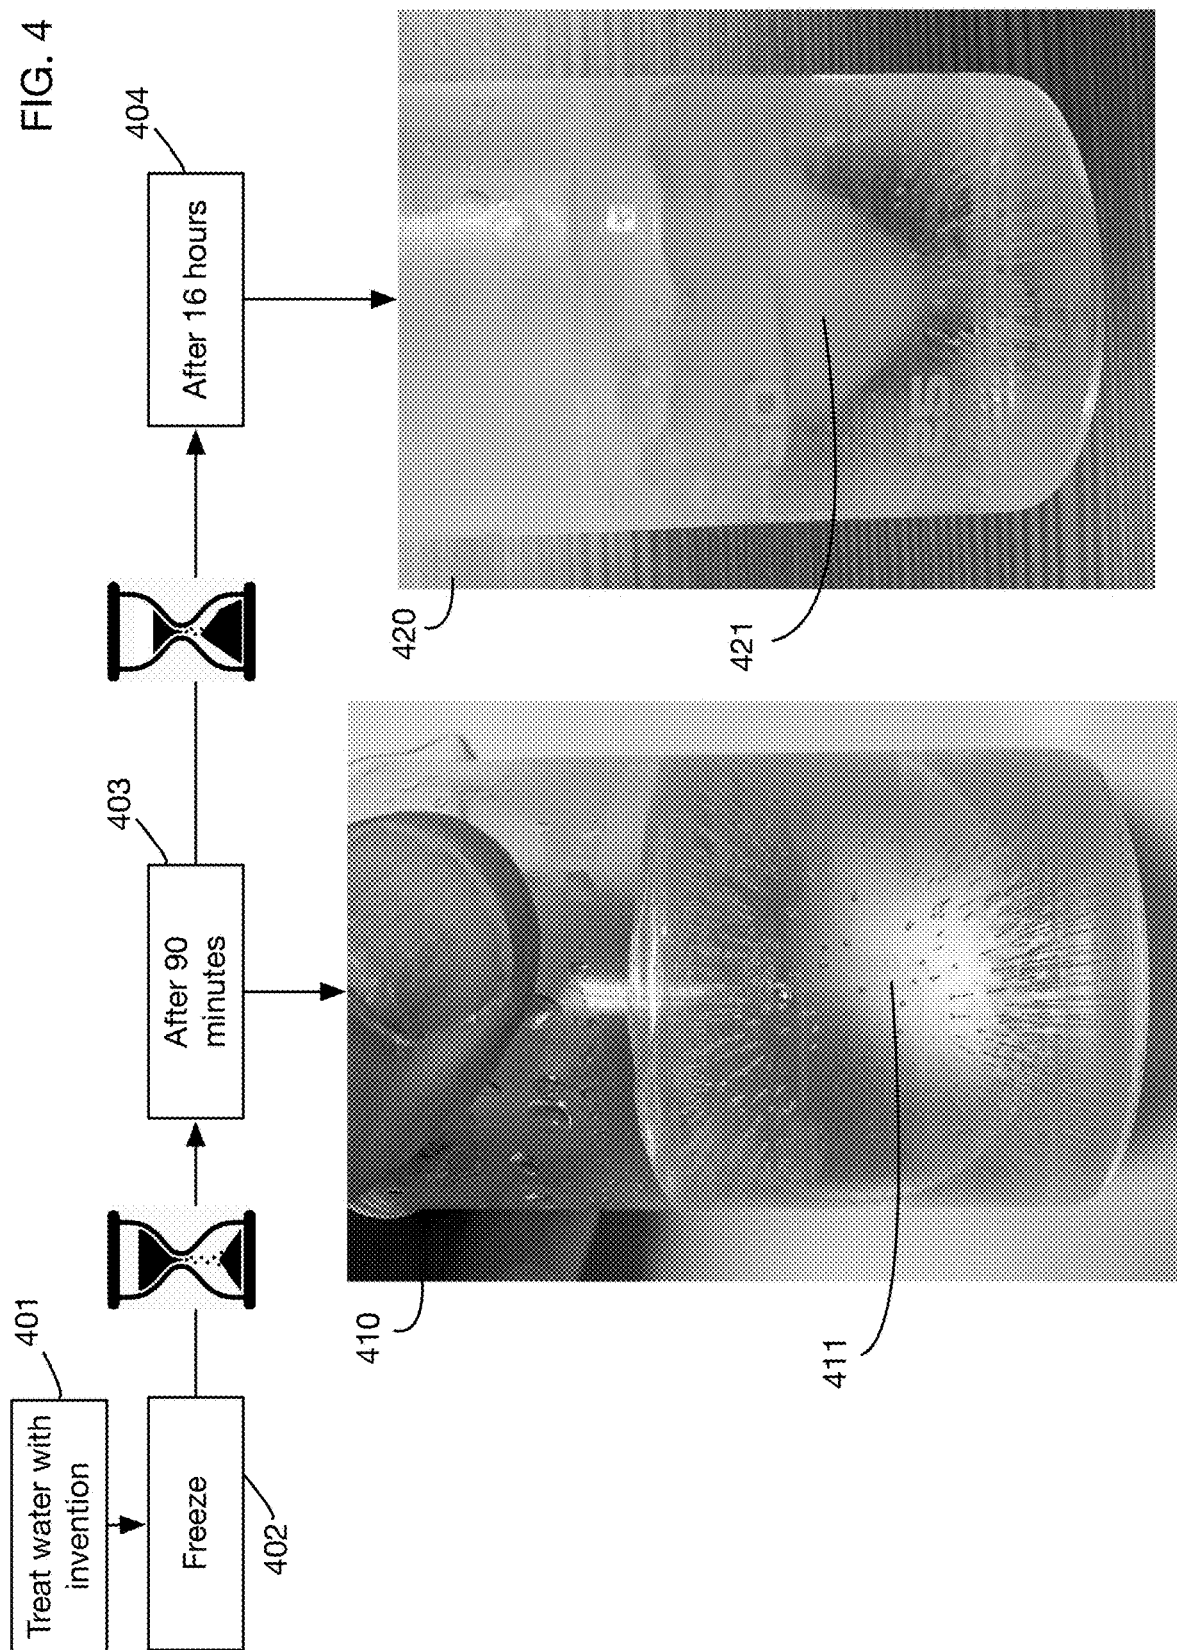 FIG. 4
401
Treat water with
invention
Freeze
402
403
After 90
minutes
404
After 16 hours
410
411
420
421